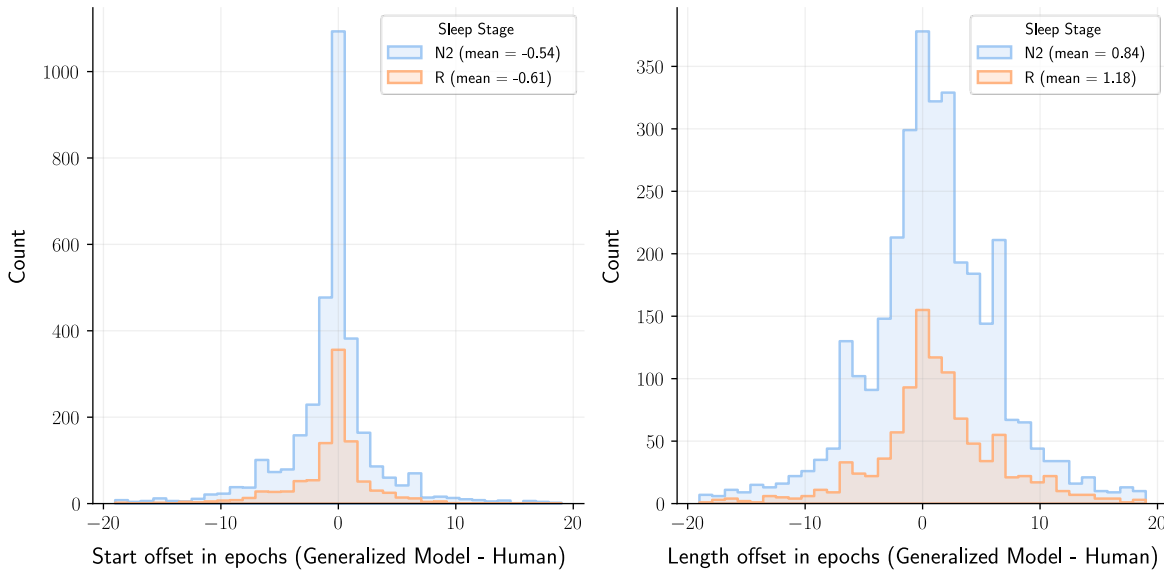 Sleep Stage
N2 (mean = -0.54)
R (mean = -0.61)
1000
800
600
400
200
0
Count
−20
−10
0
10
20
Start offset in epochs (Generalized Model - Human)
Sleep Stage
N2 (mean = 0.84)
R (mean = 1.18)
350
300
250
200
150
100
50
0
Count
−20
−10
0
10
20
Length offset in epochs (Generalized Model - Human)